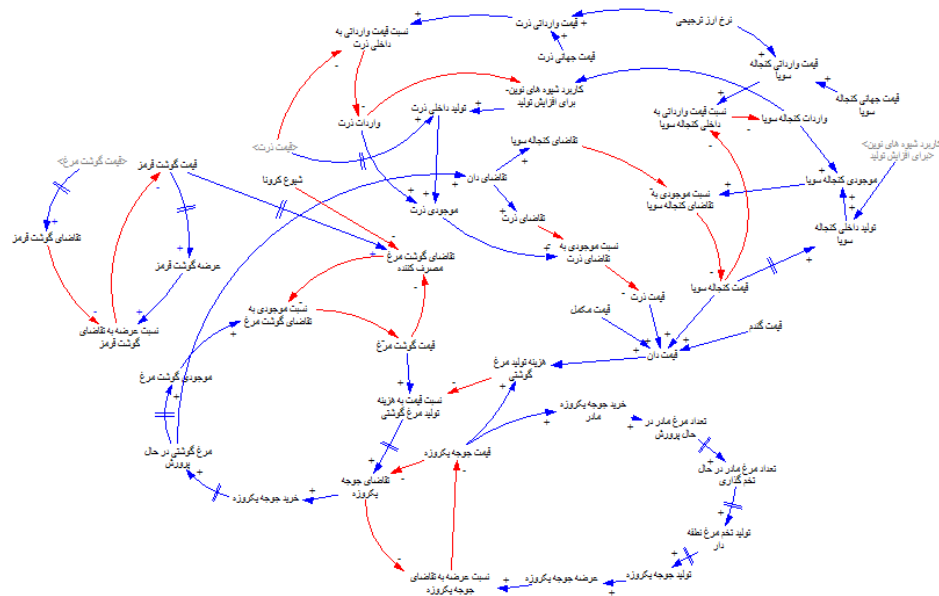 نرخ ارز ترجیحی
قیمت وارداتی ذرت
نسبت قیمت وارداتی به
داخلی ذرت
قیمت جهانی ذرت
قیمت وارداتی کنجاله
سویا
قیمت جهانی کنجاله
سویا
کاربرد شیوه های نوین
برای افزایش تولید
تولید داخلی ذرت
واردات ذرت
نسبت قیمت وارداتی به
داخلی کنجاله سویا
واردات کنجاله سویا
<قیمت ذرت>
تقاضای کنجاله سویا
<کاربرد شیوه های نوین
برای افزایش تولید>
<قیمت گوشت مرغ>
قیمت گوشت قرمز
شیوع کرونا
تقاضای دان
موجودی کنجاله سویا
نسبت موجودی به
تقاضای کنجاله سویا
موجودی ذرت
تقاضای ذرت
تولید داخلی کنجاله
سویا
تقاضای گوشت قرمز
عرضه گوشت قرمز
تقاضای گوشت مرغ
مصرف کننده
نسبت موجودی به
تقاضای ذرت
قیمت کنجاله سویا
قیمت ذرت
نسبت موجودی به
تقاضای گوشت مرغ
قیمت مکمل
قیمت گنده
نسبت عرضه به تقاضای
گوشت قرمز
قیمت گوشت مرغ
قیمت دان
هزینه تولید مرغ
گوشتی
موجودی گوشت مرغ
نسبت قیمت به هزینه
تولید مرغ گوشتی
خرید جوجه یکروزه
مادر
تعداد مرغ مادر در
حال پرورش
مرغ گوشتی در حال
پرورش
قیمت جوجه یکروزه
تعداد مرغ مادر در حال
تخم گذاری
تقاضای جوجه
یکروزه
خرید جوجه یکروزه
تولید تخم مرغ نطفه
دار
نسبت عرضه به تقاضای
جوجه یکروزه
عرضه جوجه یکروزه
تولید جوجه یکروزه